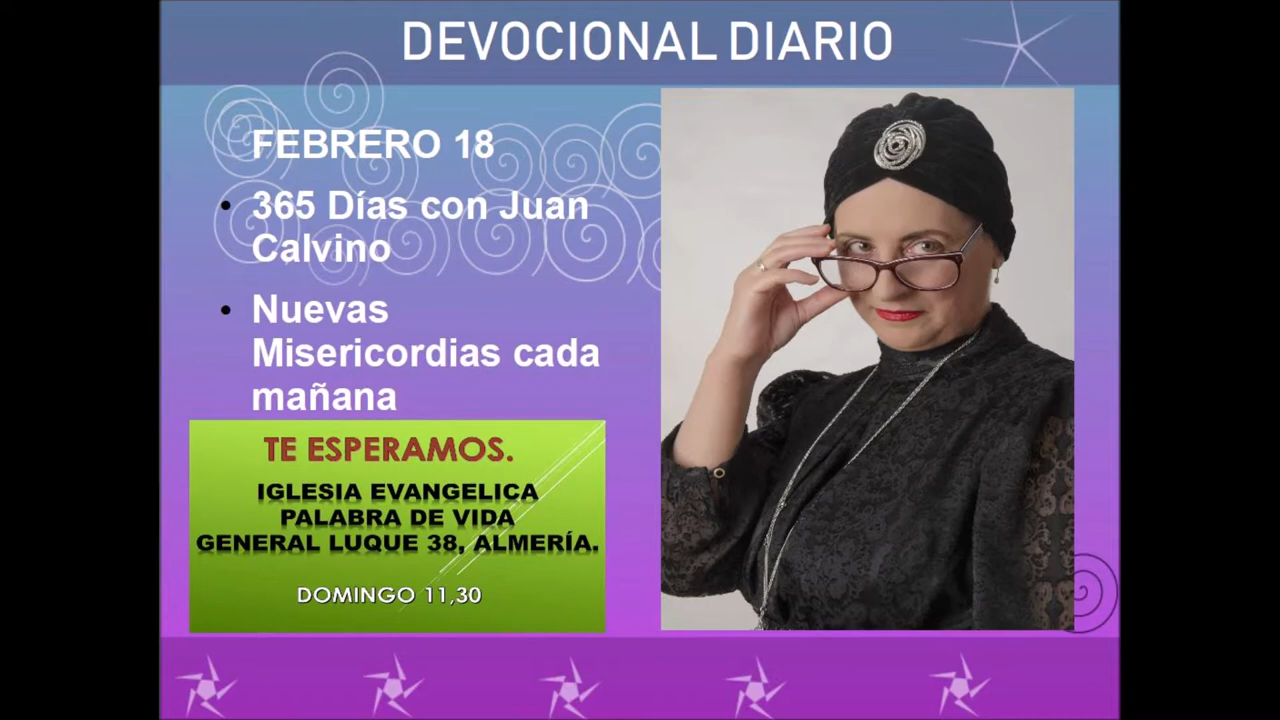 DEVOCIONAL DIARIO
FEBRERO 18
365 Días con Juan
Calvino
Nuevas
Misericordias cada
mañana
TE ESPERAMOS.
IGLESIA EVANGELICA
PALABRA DE VIDA
GENERAL LUQUE 38, ALMERÍA.
DOMINGO 11,30